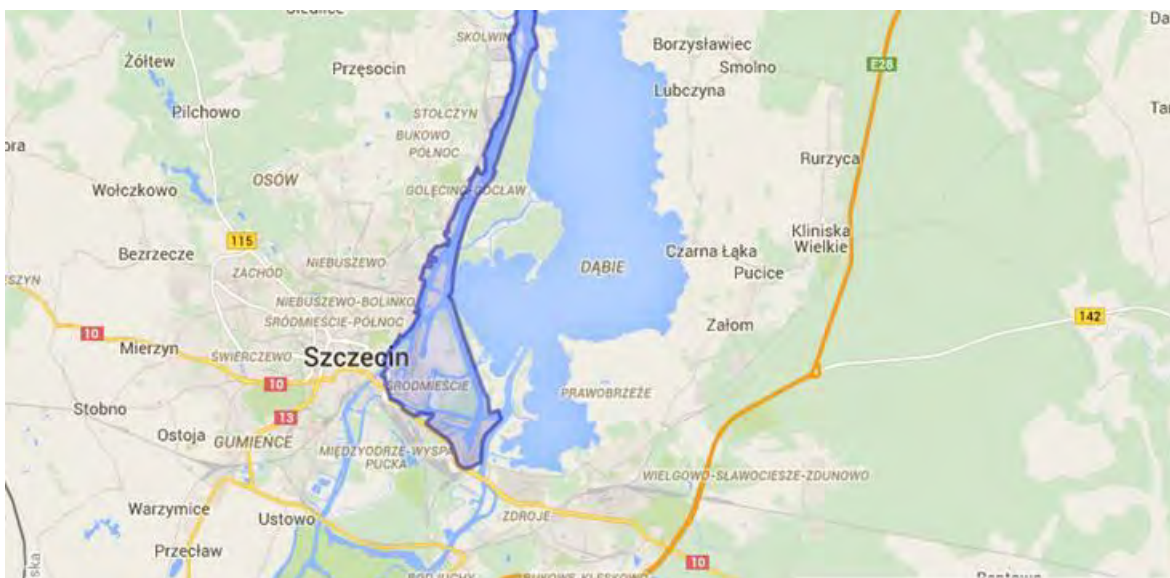 SKOLWIN
Żółtew
Przęsocin
Borzysławiec
Smolno
E28
Lubczyna
Pilchowo
STOŁCZYN
BUKOWO
PÓŁNOC
Rurzyca
OSÓW
Wołczkowo
GOLĘCINO-GOCŁAW
Kliniska
Wielkie
115
Bezrzecze
NIEBUSZEWO
Czarna Łąka
ZACHÓD
DĄBIE
Pucice
NIEBUSZEWO-BOLINKO
ŚRÓDMIEŚCIE-PÓŁNOC
Załom
142
10
Mierzyn
ŚWIERCZEWO
Szczecin
10
ŚRÓDMIEŚCIE
PRAWOBRZEŻE
Stobno
13
Ostoja
GUMIEŃCE
MIĘDZYODRZE-WYSPA
PUCKA
WIELGOWO-SŁAWOCIESZE-ZDUNOWO
Warzymice
Ustowo
ZDROJE
Przecław
10